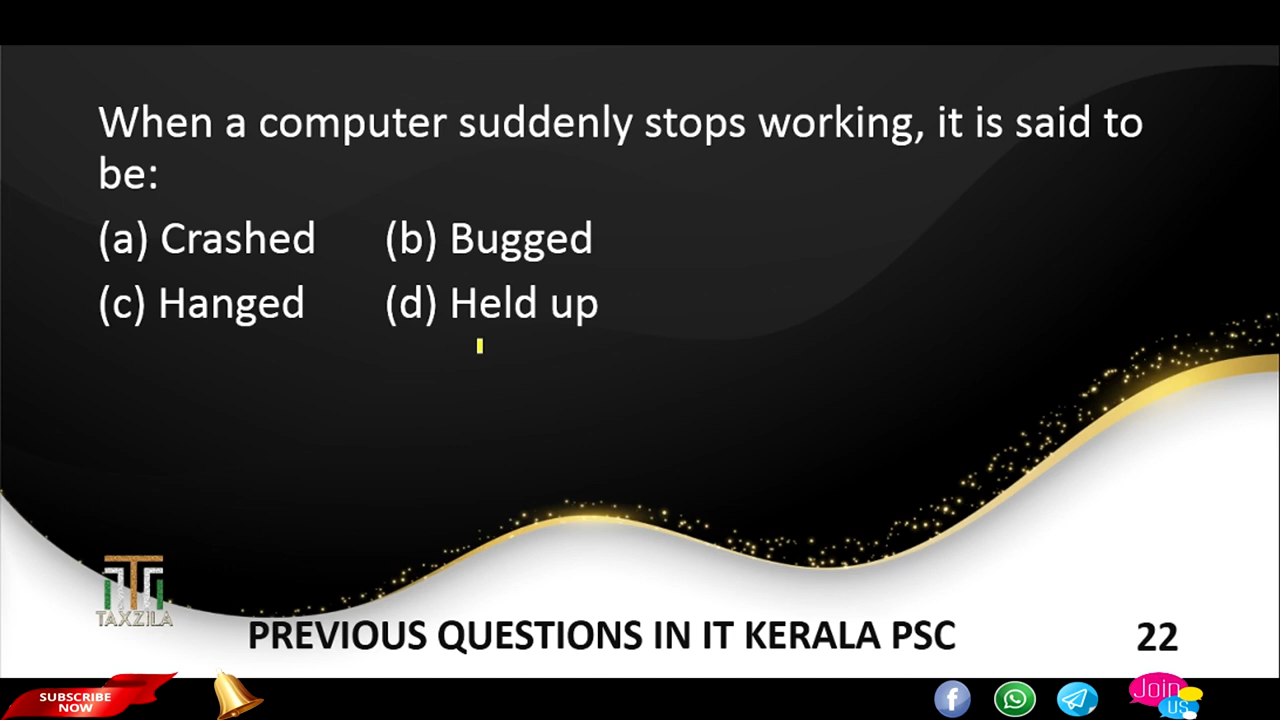 When a computer suddenly stops working, it is said to
be:
(a) Crashed (b) Bugged
(c) Hanged (d) Held up
TAXZILA
PREVIOUS QUESTIONS IN IT KERALA PSC 22
SUBSCRIBE
NOW
Join
US